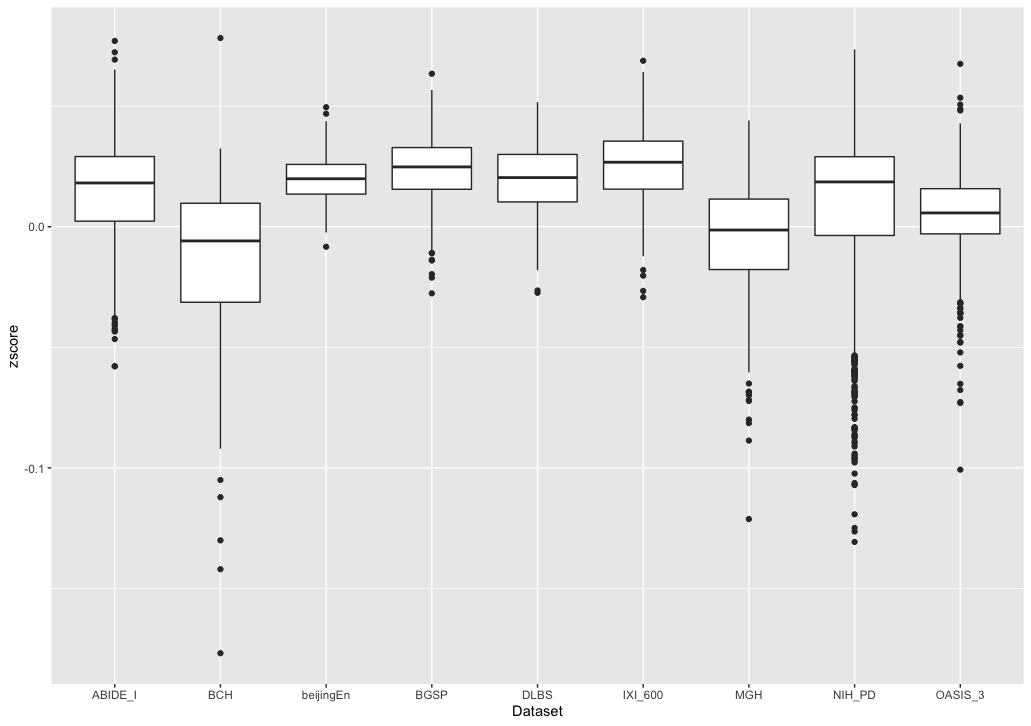 zscore
0.0
-0.1
ABIDE_I BCH beijingEn BGSP DLBS IXI_600 MGH NIH_PD OASIS_3
Dataset